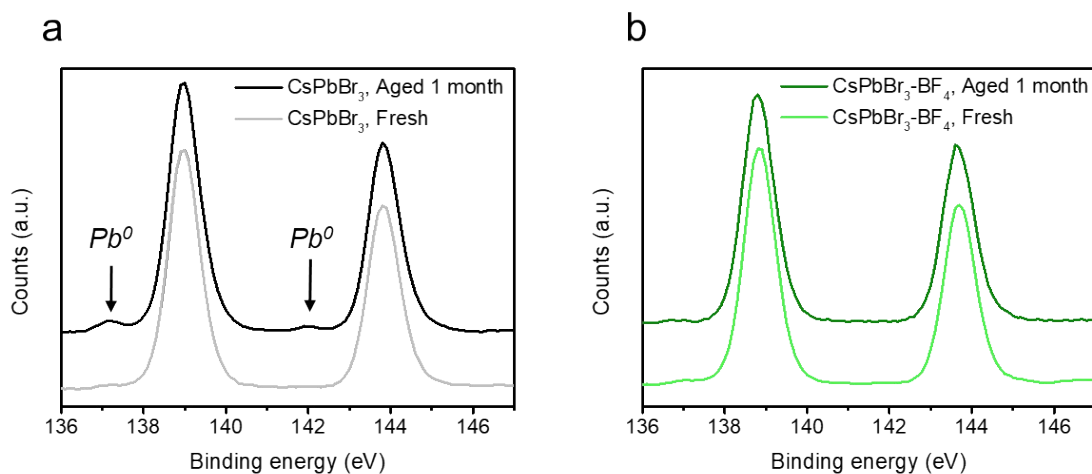 a
CsPbBr₃, Aged 1 month
CsPbBr₃, Fresh
Pb⁰
Pb⁰
Counts (a.u.)
136 138 140 142 144 146
Binding energy (eV)
b
CsPbBr₃-BF₄, Aged 1 month
CsPbBr₃-BF₄, Fresh
Counts (a.u.)
136 138 140 142 144 146
Binding energy (eV)